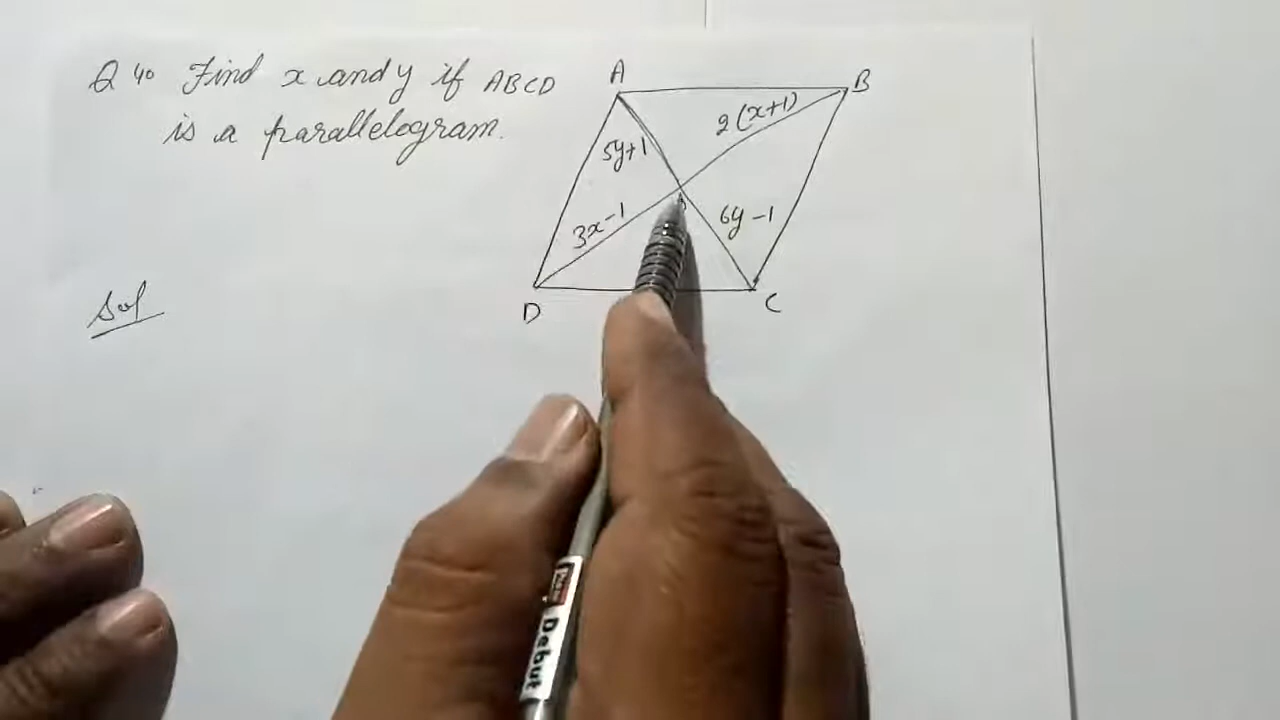 Q 40 Find x and y if ABCD
is a parallelogram.
A
B
2(x+1)
5y+1
3x-1
6y-1
D
C
Sol
Debut